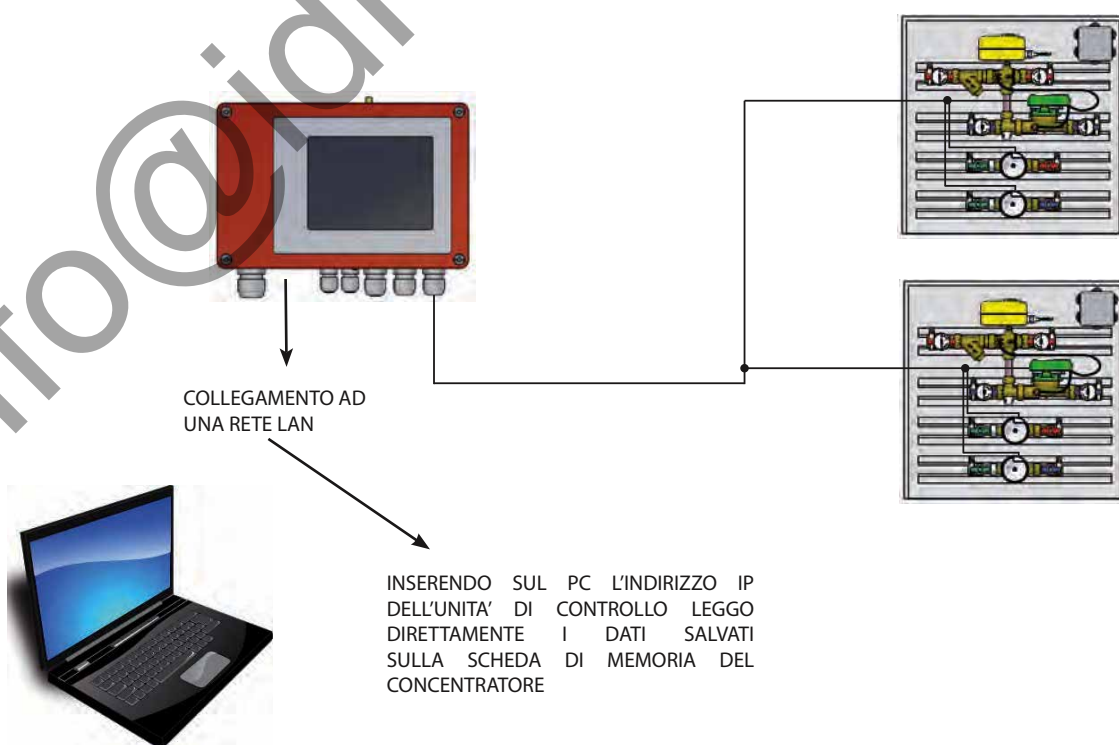 COLLEGAMENTO AD
UNA RETE LAN
INSERENDO SUL PC L'INDIRIZZO IP
DELL'UNITA' DI CONTROLLO LEGGO
DIRETTAMENTE I DATI SALVATI
SULLA SCHEDA DI MEMORIA DEL
CONCENTRATORE